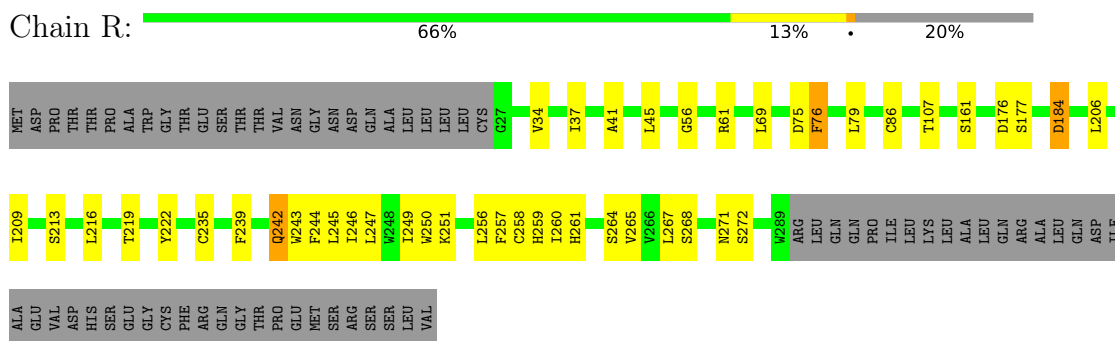 Chain R:
66% 13% • 20%
MET ASP PRO THR THR PRO ALA TRP GLY THR GLU SER THR THR VAL ASN GLY ASN ASP GLN ALA LEU LEU LEU LEU CYS G27 V34 I37 A41 L45 G56 R61 L69 D75 F76 L79 C86 T107 S161 D176 S177 D184 L206
I209 S213 L216 T219 Y222 C235 F239 Q242 W243 F244 L245 I246 L247 W248 I249 W250 K251 L256 F257 C258 H259 I260 H261 S264 V265 V266 L267 S268 N271 S272 W289 ARG LEU GLN GLN PRO ILE LEU LYS LEU ALA LEU GLN ARG ALA LEU GLN ASP ILE
ALA GLU VAL ASP HIS SER GLU GLY CYS PHE ARG GLN GLY THR PRO GLU MET SER ARG SER SER LEU VAL